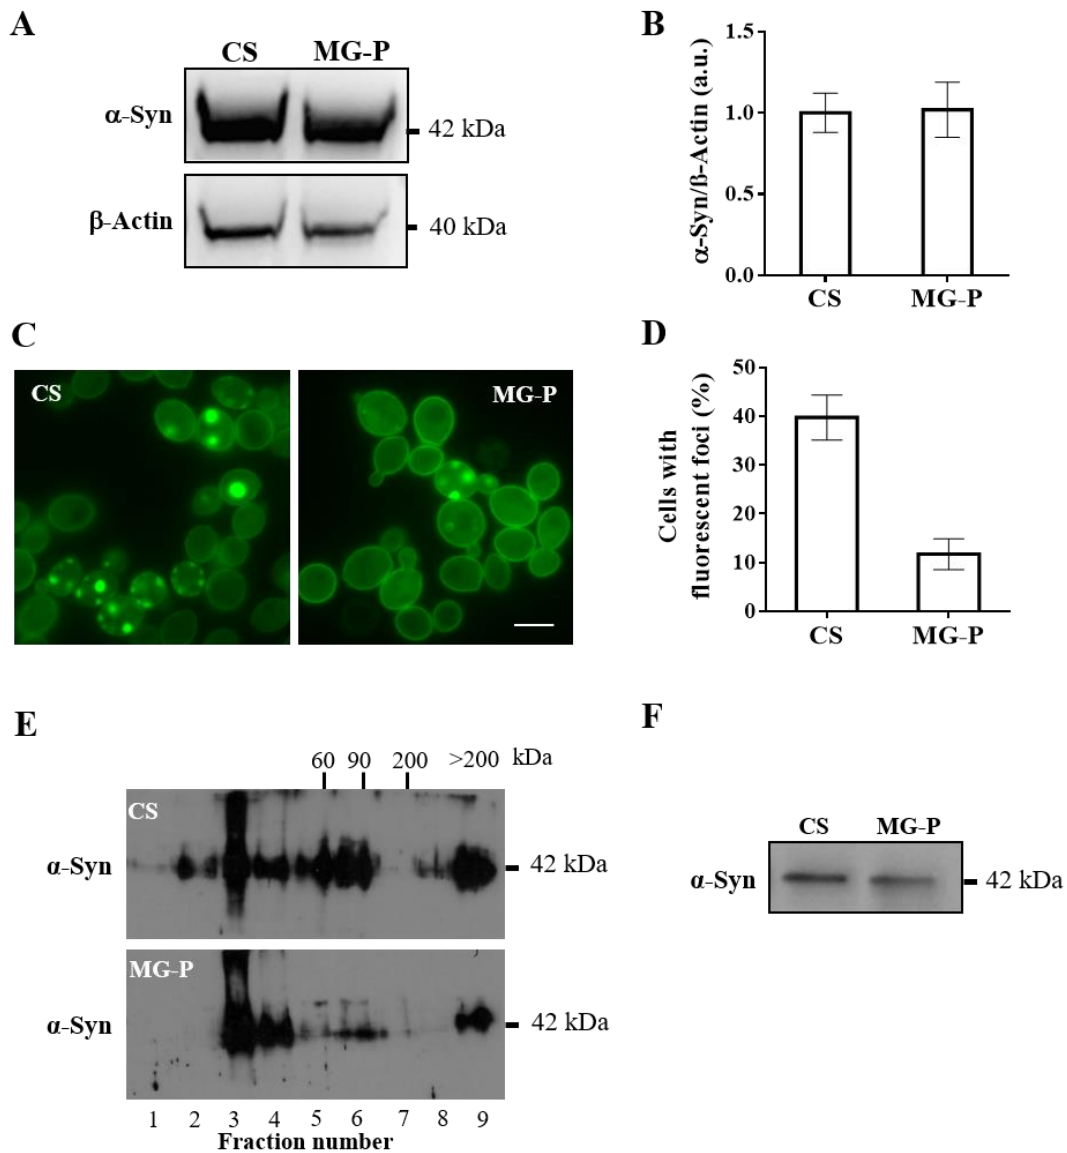 A
CS MG-P
α-Syn
42 kDa
β-Actin
40 kDa
B
α-Syn/ß-Actin (a.u.)
1.5
1.0
0.5
0.0
CS MG-P
C
CS
MG-P
D
Cells with
fluorescent foci (%)
50
40
30
20
10
0
CS MG-P
E
60 90 200 >200 kDa
CS
α-Syn
42 kDa
MG-P
α-Syn
42 kDa
1 2 3 4 5 6 7 8 9
Fraction number
F
CS MG-P
α-Syn
42 kDa